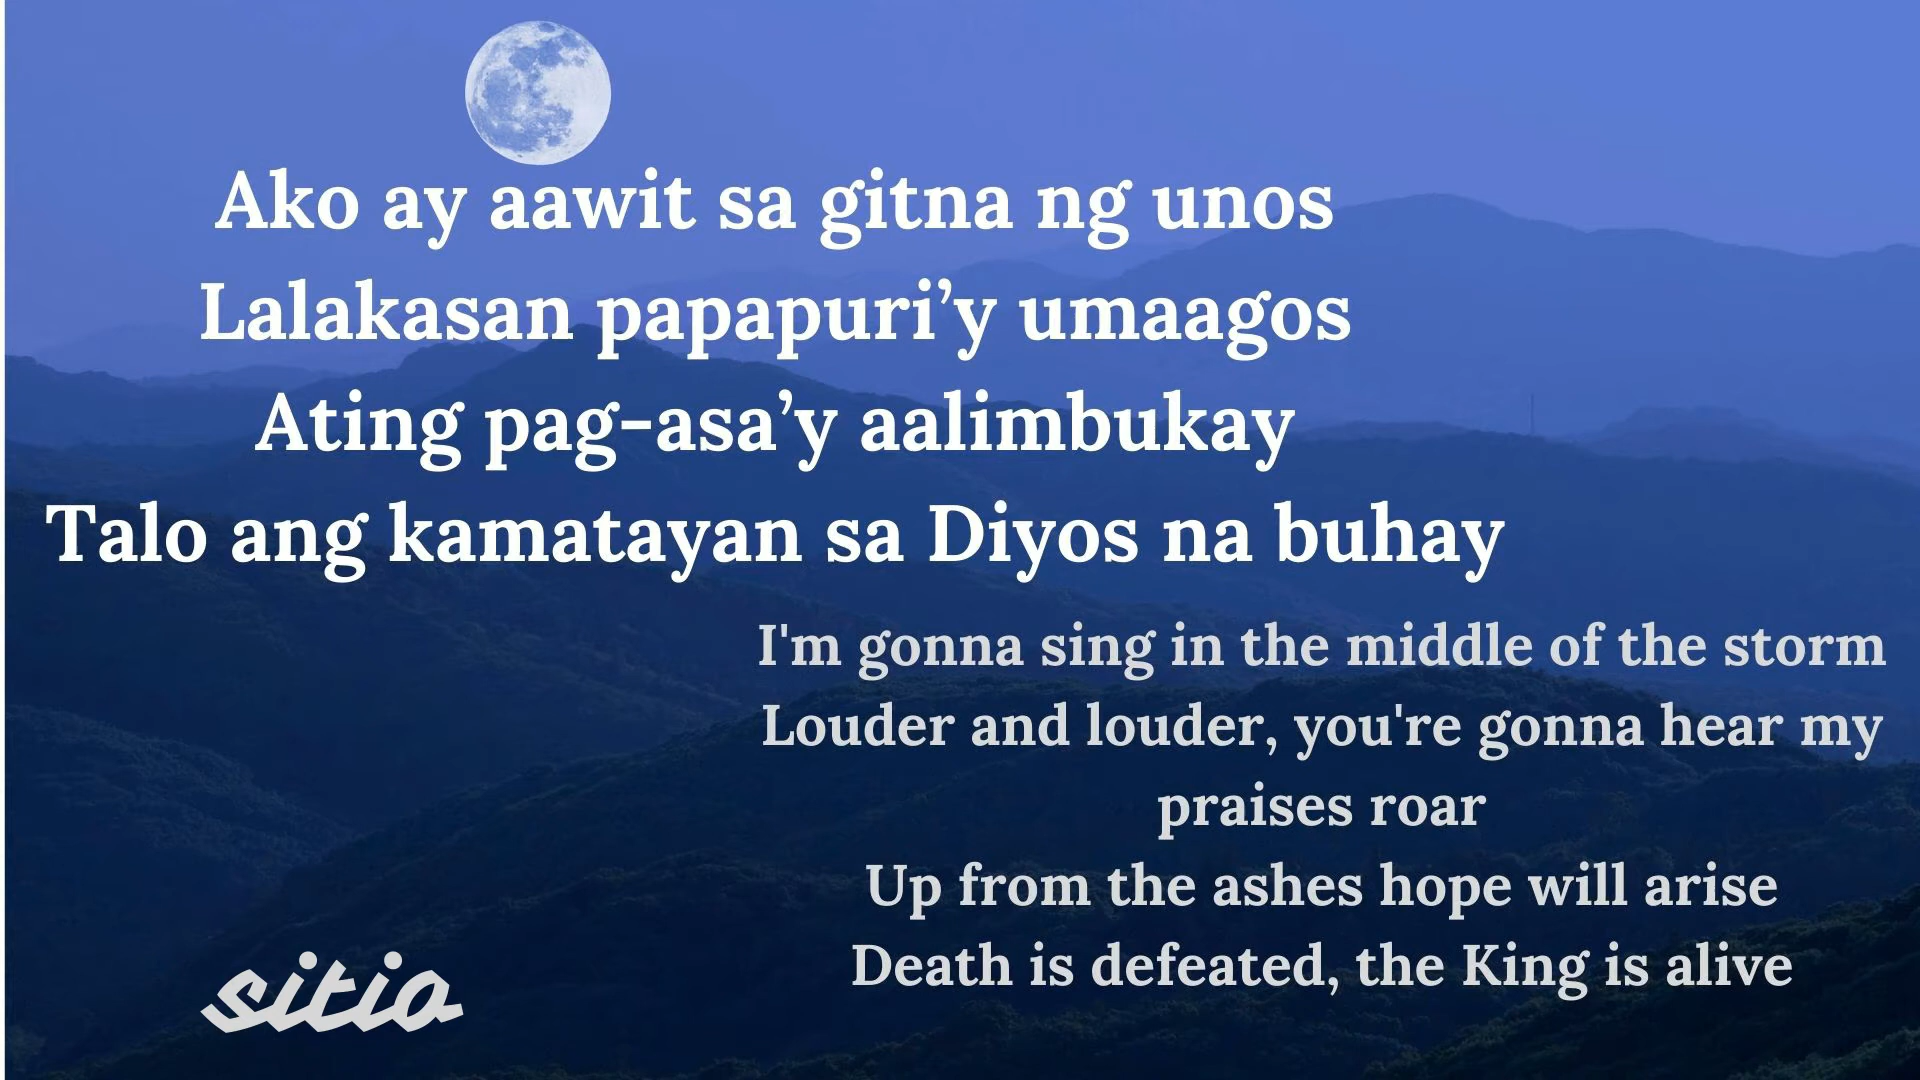 Ako ay aawit sa gitna ng unos
Lalakasan papapuri’y umaagos
Ating pag-asa’y aalimbukay
Talo ang kamatayan sa Diyos na buhay
I'm gonna sing in the middle of the storm
Louder and louder, you're gonna hear my
praises roar
Up from the ashes hope will arise
Death is defeated, the King is alive
sitio